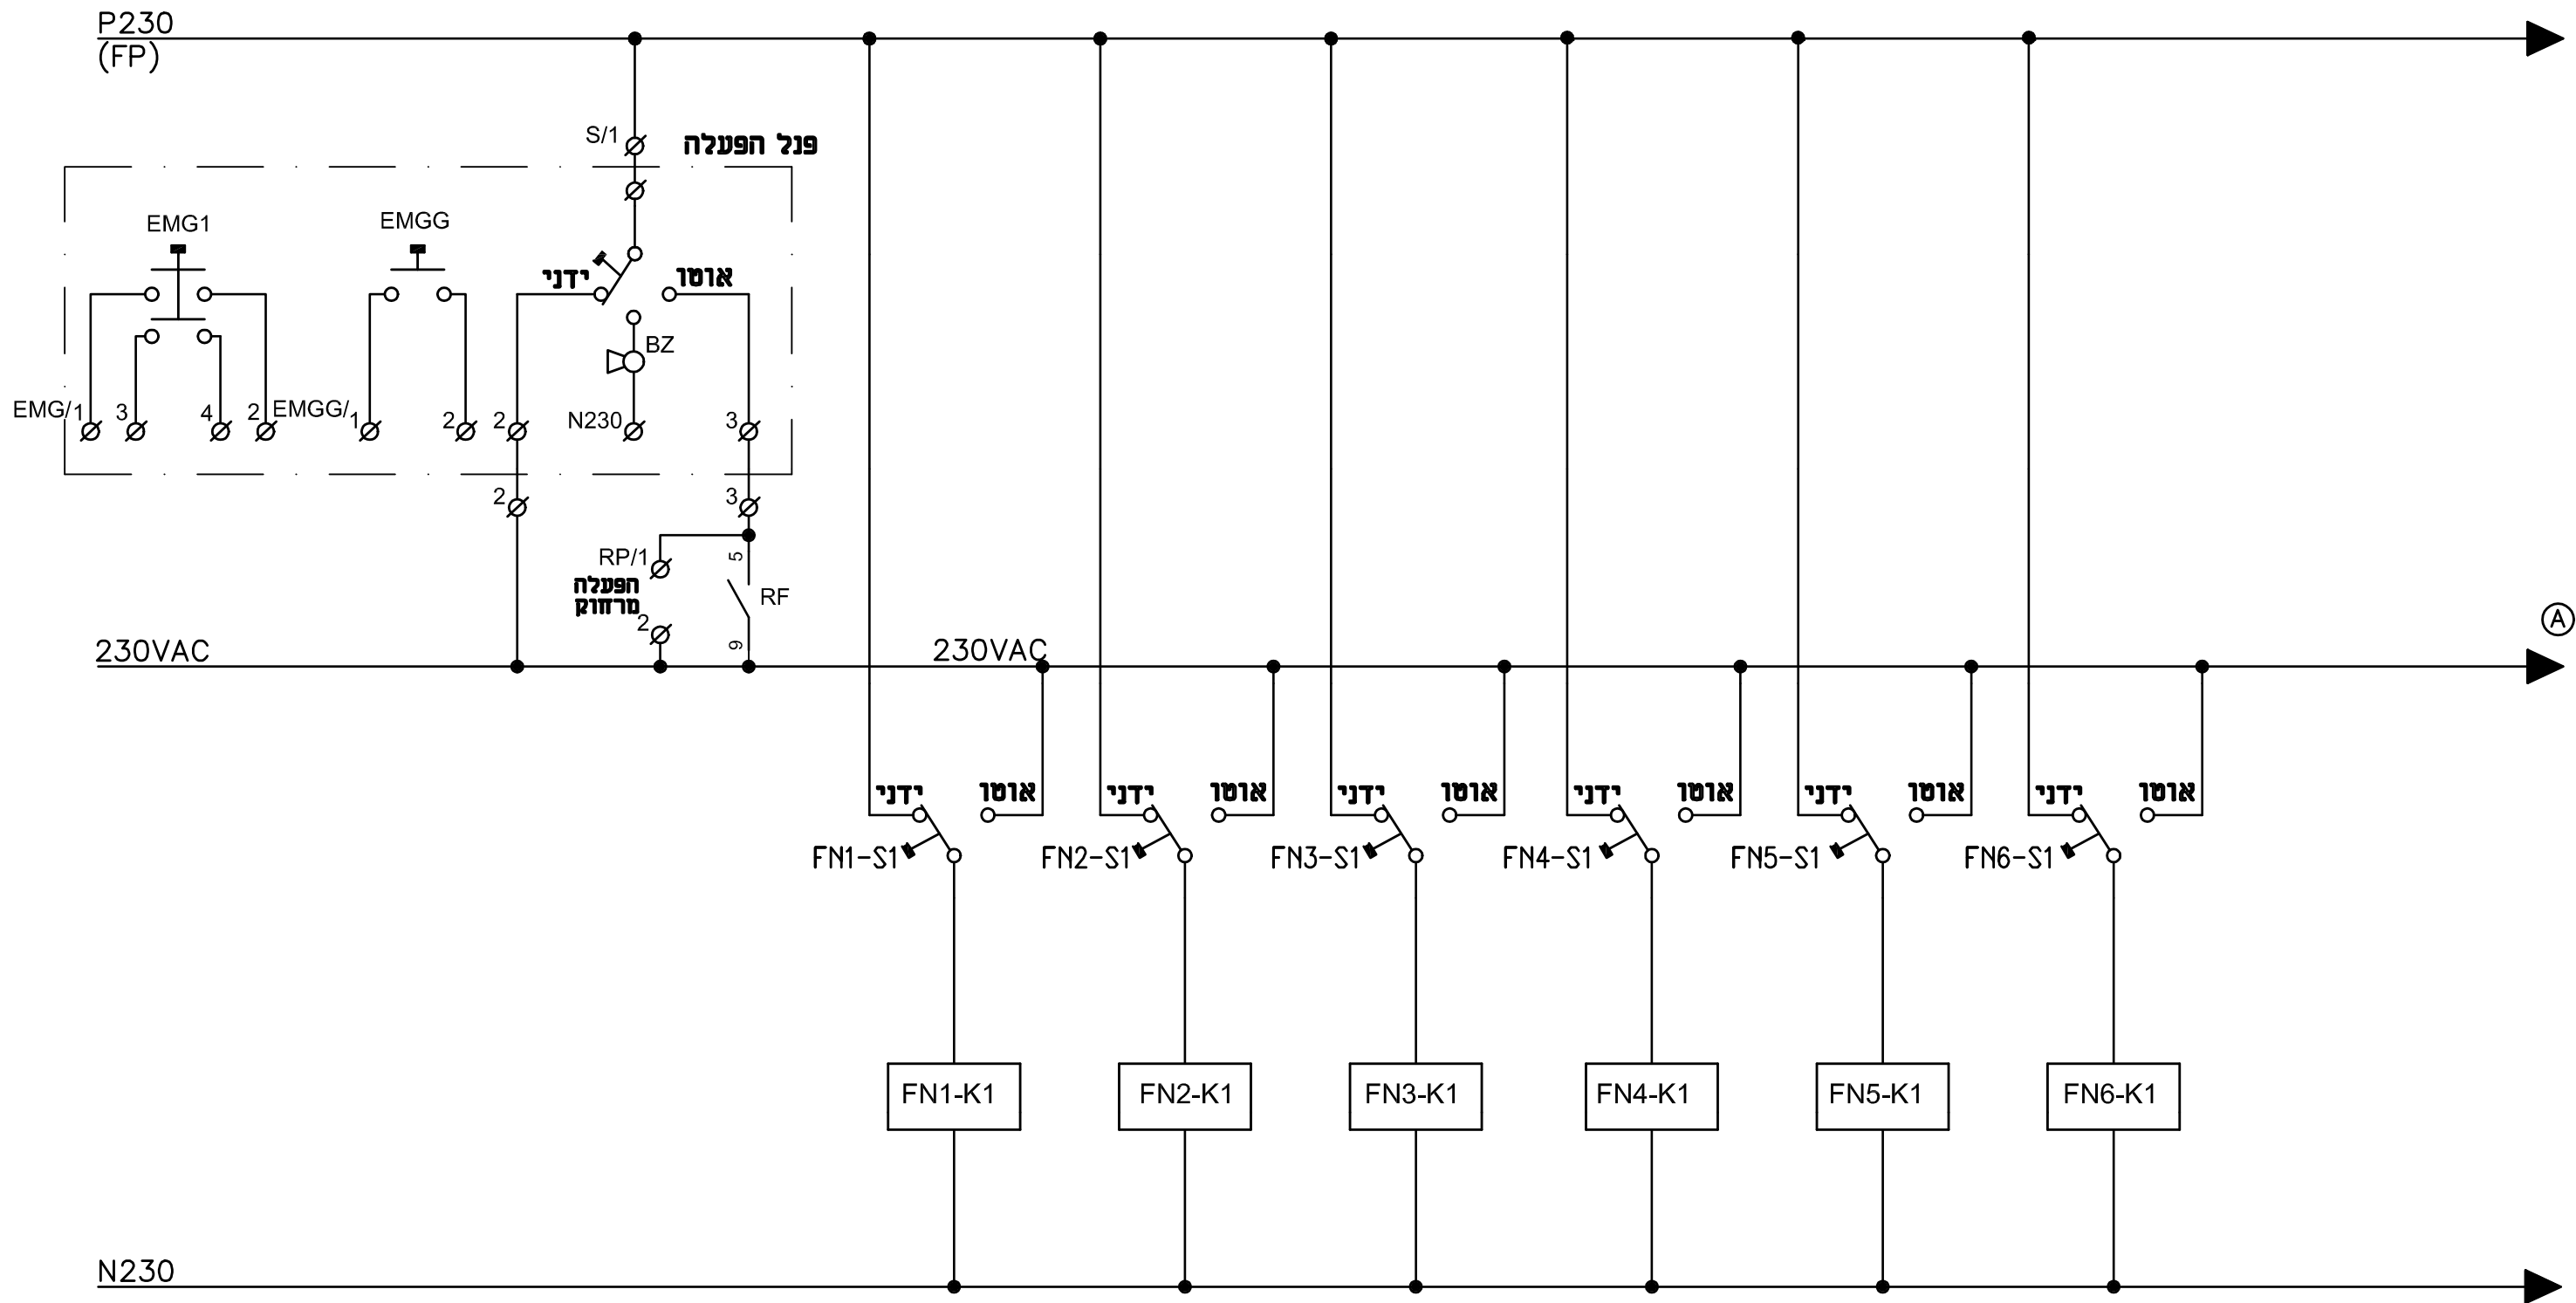 P230
(FP)
S/1
פנל הפעלה
EMG1
EMGG
ידני
אוטו
BZ
EMG/1
3
4
2
EMGG/1
2
2
N230
3
2
3
RP/1
הפעלה
מרחוק
2
5
RF
9
230VAC
230VAC
A
ידני
אוטו
ידני
אוטו
ידני
אוטו
ידני
אוטו
ידני
אוטו
ידני
אוטו
FN1-S1
FN2-S1
FN3-S1
FN4-S1
FN5-S1
FN6-S1
FN1-K1
FN2-K1
FN3-K1
FN4-K1
FN5-K1
FN6-K1
N230